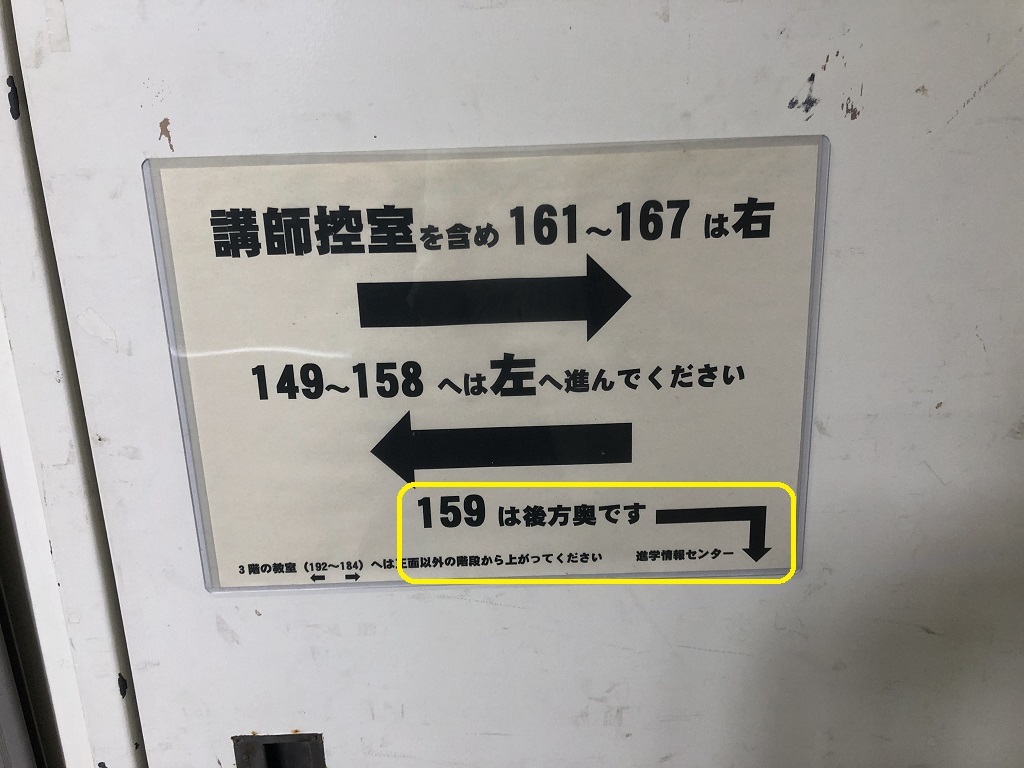 講師控室を含め 161～167 は右
149～158 へは左へ進んでください
159 は後方奥です
3階の教室（192～184）へは正面以外の階段から上がってください
進学情報センター